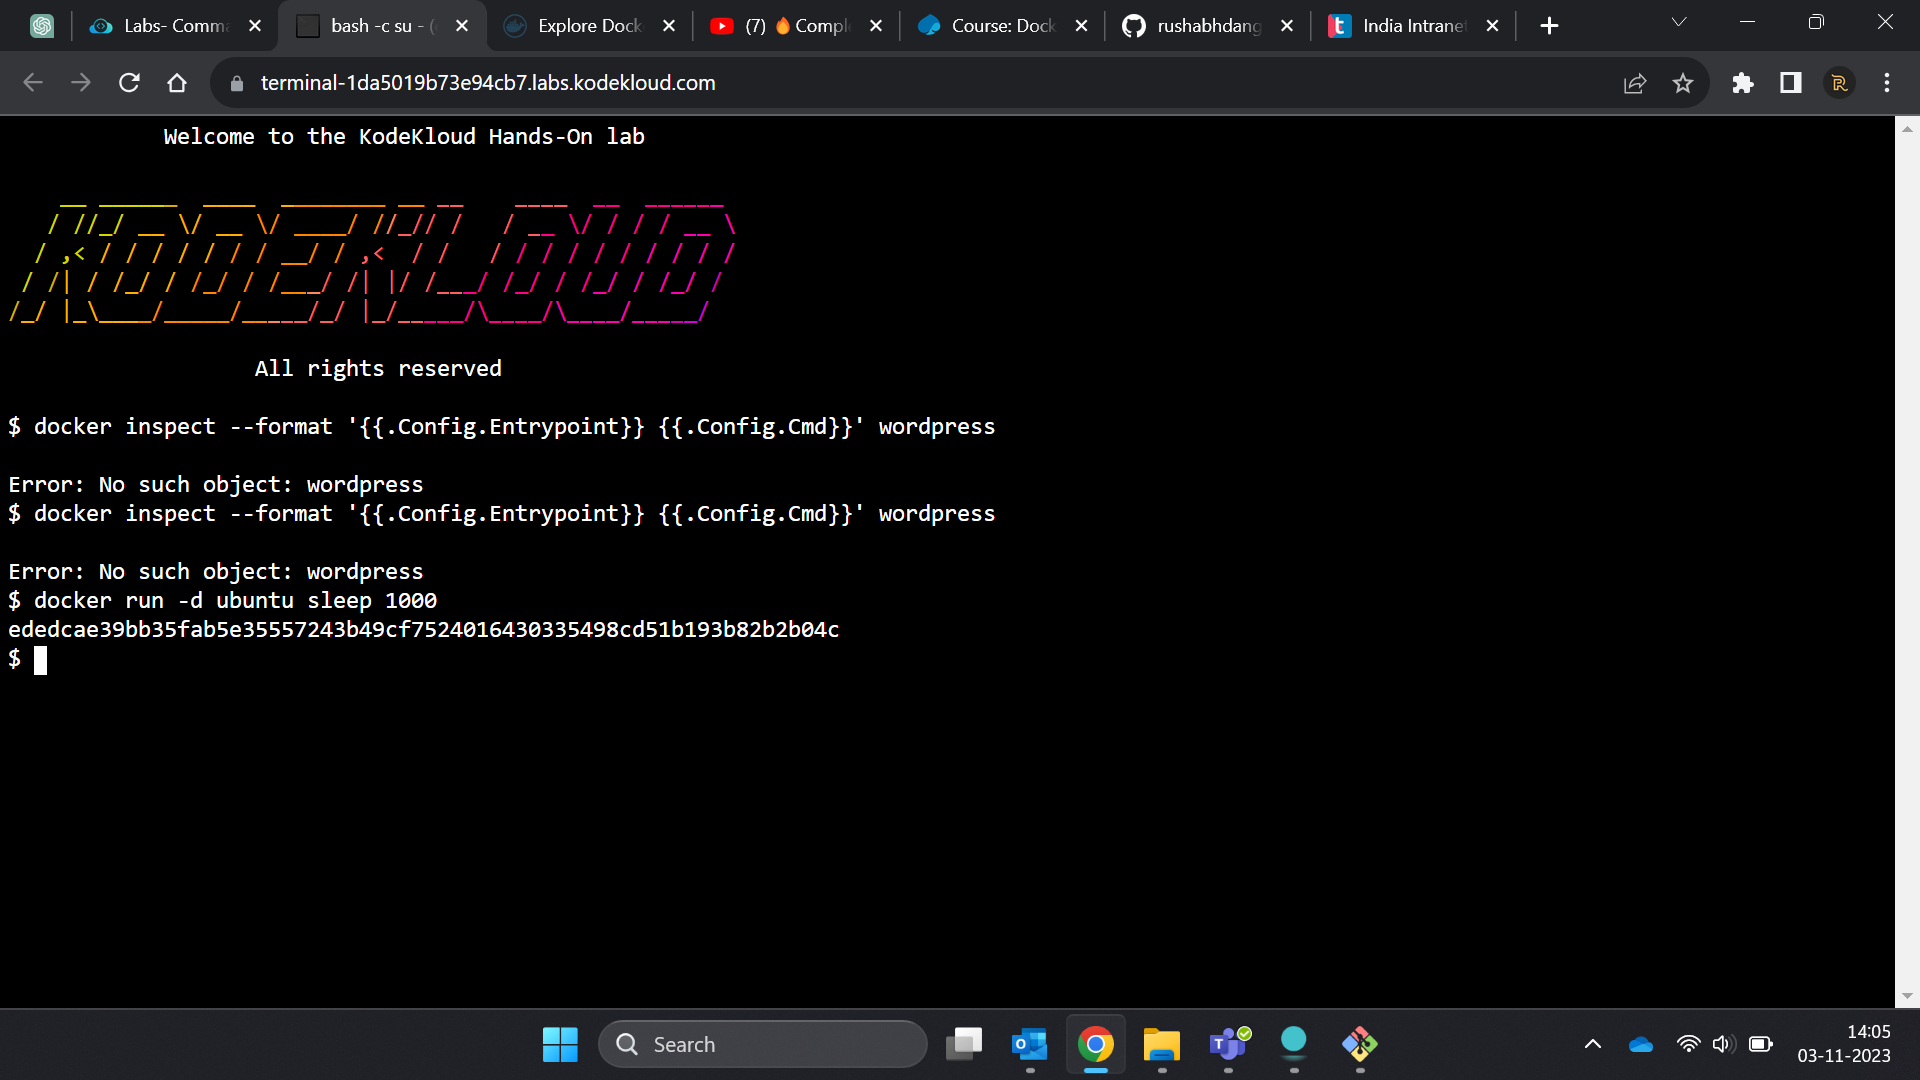 Labs- Comma
bash -c su - (
Explore Dock
(7) 🔥Comple
Course: Dock
rushabhdang
India Intrane
terminal-1da5019b73e94cb7.labs.kodekloud.com
Welcome to the KodeKloud Hands-On lab
KODEKLOUD
All rights reserved
$ docker inspect --format '{{.Config.Entrypoint}} {{.Config.Cmd}}' wordpress
Error: No such object: wordpress
$ docker inspect --format '{{.Config.Entrypoint}} {{.Config.Cmd}}' wordpress
Error: No such object: wordpress
$ docker run -d ubuntu sleep 1000
ededcae39bb35fab5e35557243b49cf7524016430335498cd51b193b82b2b04c
$
Search
14:05
03-11-2023